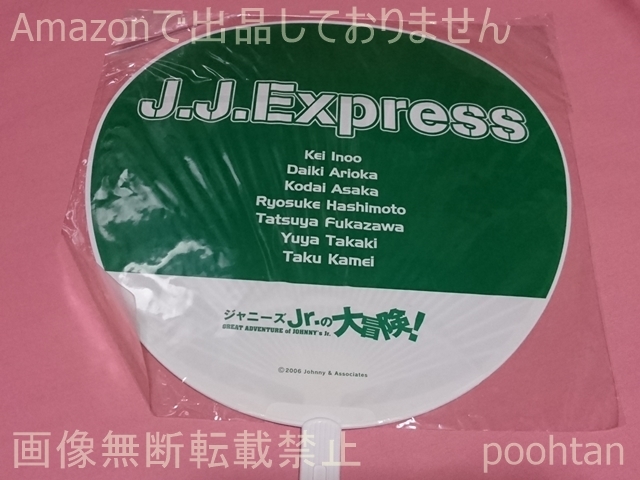 Amazonで出品しておりません
J.J.Express
Kei Inoo
Daiki Arioka
Kodai Asaka
Ryosuke Hashimoto
Tatsuya Fukazawa
Yuya Takaki
Taku Kamei
ジャニーズJr.の大冒険!
GREAT ADVENTURE of JOHNNY's Jr.
©2006 Johnny & Associates
画像無断転載禁止
poohtan